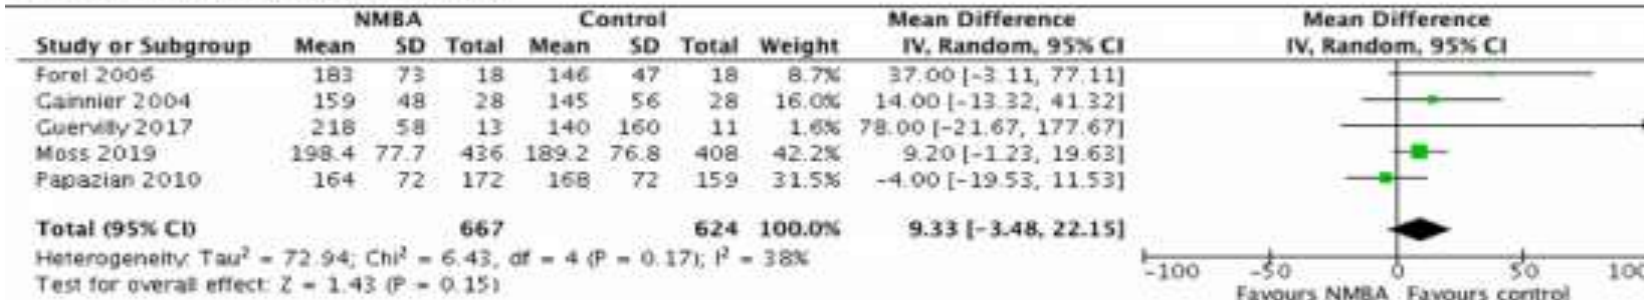 NMBA Control Mean Difference Mean Difference
Study or Subgroup Mean SD Total Mean SD Total Weight IV, Random, 95% CI IV, Random, 95% CI
Forel 2006 183 73 18 146 47 18 8.7% 37.00 [-3.11, 77.11]
Gainnier 2004 159 48 28 145 56 28 16.0% 14.00 [-13.32, 41.32]
Guervilly 2017 218 58 13 140 160 11 1.6% 78.00 [-21.67, 177.67]
Moss 2019 198.4 77.7 436 189.2 76.8 408 42.2% 9.20 [-1.23, 19.63]
Papazian 2010 164 72 172 168 72 159 31.5% -4.00 [-19.53, 11.53]
Total (95% CI) 667 624 100.0% 9.33 [-3.48, 22.15]
Heterogeneity: Tau² = 72.94; Chi² = 6.43, df = 4 (P = 0.17); I² = 38%
Test for overall effect: Z = 1.43 (P = 0.15)
-100 -50 0 50 100
Favours NMBA Favours control